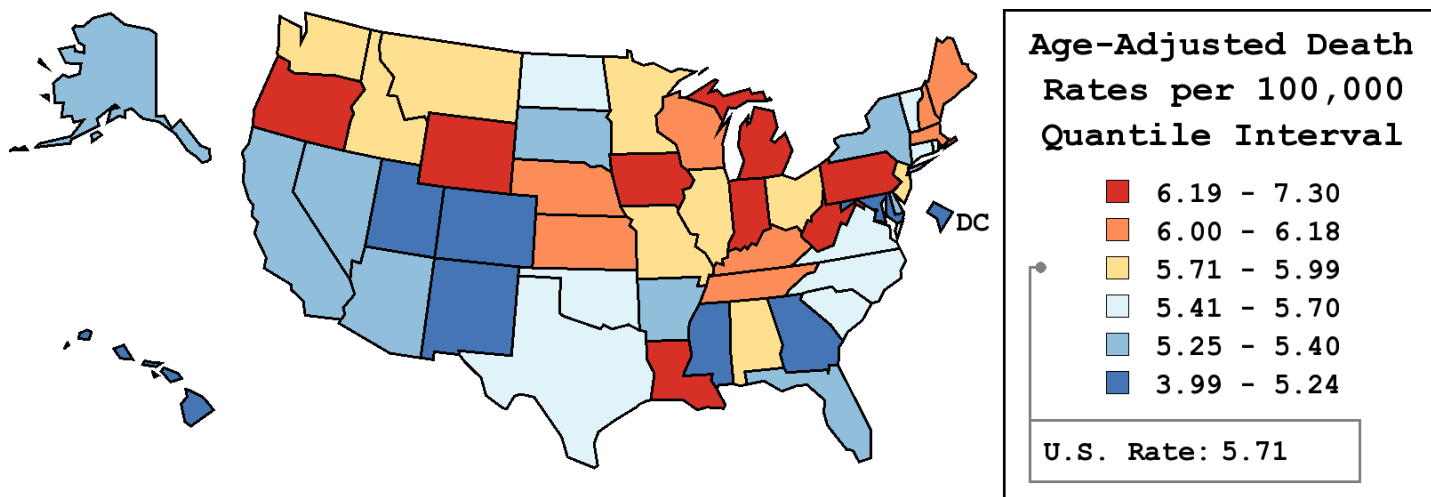 DC
Age-Adjusted Death
Rates per 100,000
Quantile Interval
6.19 - 7.30
6.00 - 6.18
5.71 - 5.99
5.41 - 5.70
5.25 - 5.40
3.99 - 5.24
U.S. Rate: 5.71